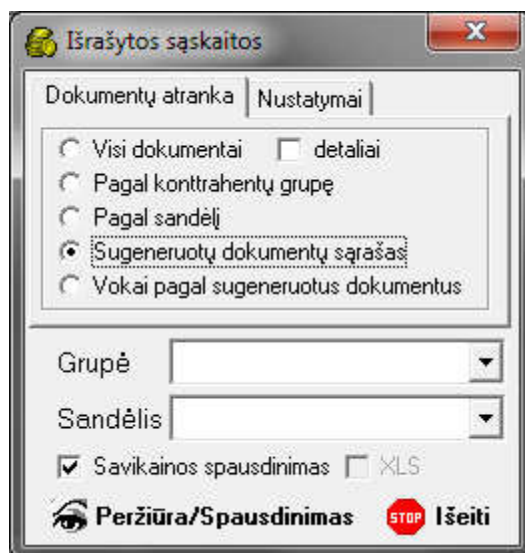 Išrašytos sąskaitos
Dokumentų atranka Nustatymai
Visi dokumentai detaliai
Pagal konttrahentų grupę
Pagal sandėlį
Sugeneruotų dokumentų sąrašas
Vokai pagal sugeneruotus dokumentus
Grupė
Sandėlis
Savikainos spausdinimas XLS
Peržiūra/Spausdinimas STOP Išeiti